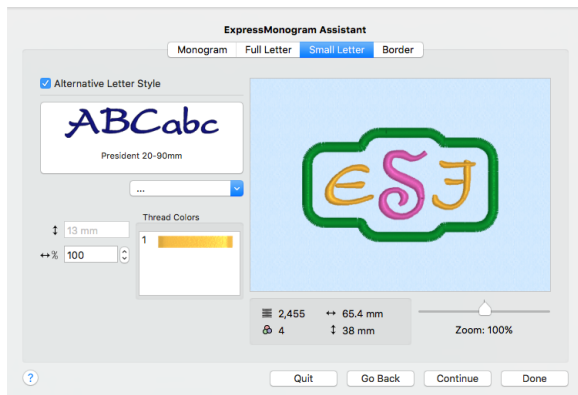 ExpressMonogram Assistant
Monogram Full Letter Small Letter Border
Alternative Letter Style
ABCabc
President 20-90mm
...
Thread Colors
13 mm
1
% 100
ESJ
2,455 65.4 mm
4 38 mm
Zoom: 100%
? Quit Go Back Continue Done